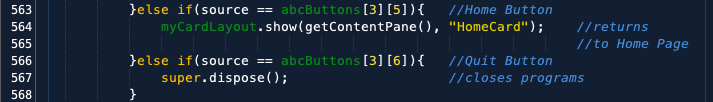 563 }else if(source == abcButtons[3][5]){ //Home Button
564 myCardLayout.show(getContentPane(), "HomeCard"); //returns
565 //to Home Page
566 }else if(source == abcButtons[3][6]){ //Quit Button
567 super.dispose(); //closes programs
568 }